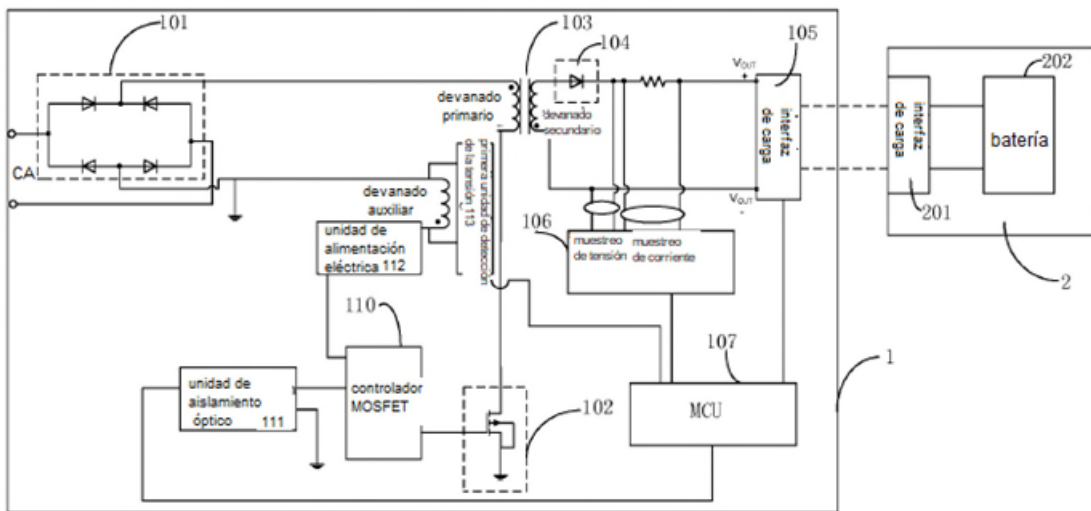 101
103
104
105
202
VOUT
+
devanado
primario
devanado
secundario
interfaz
de carga
interfaz
de carga
batería
CA
primera unidad de detección
de la tensión 113
devanado
auxiliar
VOUT
-
201
unidad de
alimentación
eléctrica 112
106
muestreo
de tensión
muestreo
de corriente
2
110
107
1
unidad de
aislamiento
óptico 111
controlador
MOSFET
102
MCU